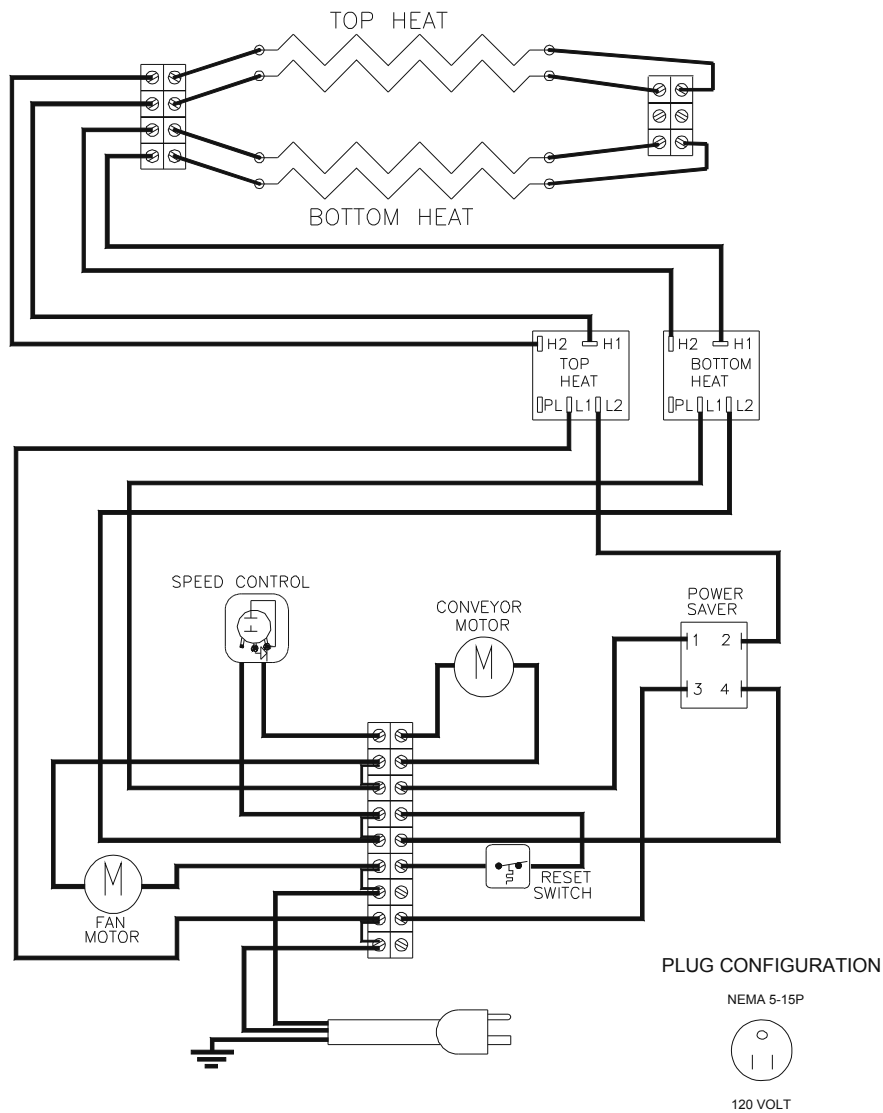 TOP HEAT
BOTTOM HEAT
H2 H1
TOP
HEAT
PL L1 L2
H2 H1
BOTTOM
HEAT
PL L1 L2
SPEED CONTROL
CONVEYOR
MOTOR
M
POWER
SAVER
1 2
3 4
M
FAN
MOTOR
RESET
SWITCH
PLUG CONFIGURATION
NEMA 5-15P
120 VOLT